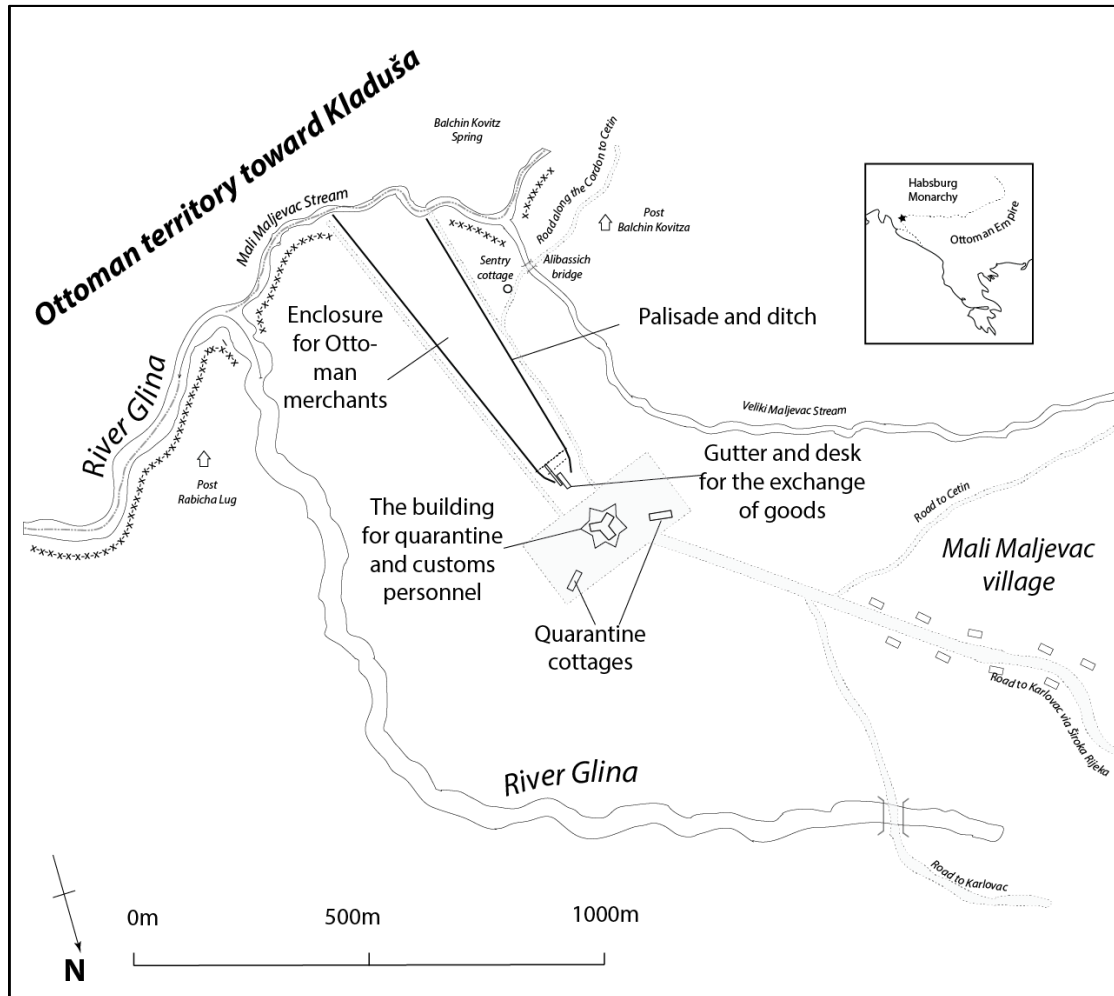 Ottoman territory toward Kladuša
Balchin Kovitz
Spring
Mali Maljevac Stream
Road along the Cordon to Cetin
Post
Balchin Kovitza
Sentry
cottage
Alibassich
bridge
Habsburg
Monarchy
Ottoman Empire
Enclosure
for Otto-
man
merchants
Palisade and ditch
River Glina
Post
Rabicha Lug
Veliki Maljevac Stream
Gutter and desk
for the exchange
of goods
Road to Cetin
The building
for quarantine
and customs
personnel
Mali Maljevac
village
Quarantine
cottages
Road to Karlovac via Široka Rijeka
River Glina
Road to Karlovac
0m
500m
1000m
N